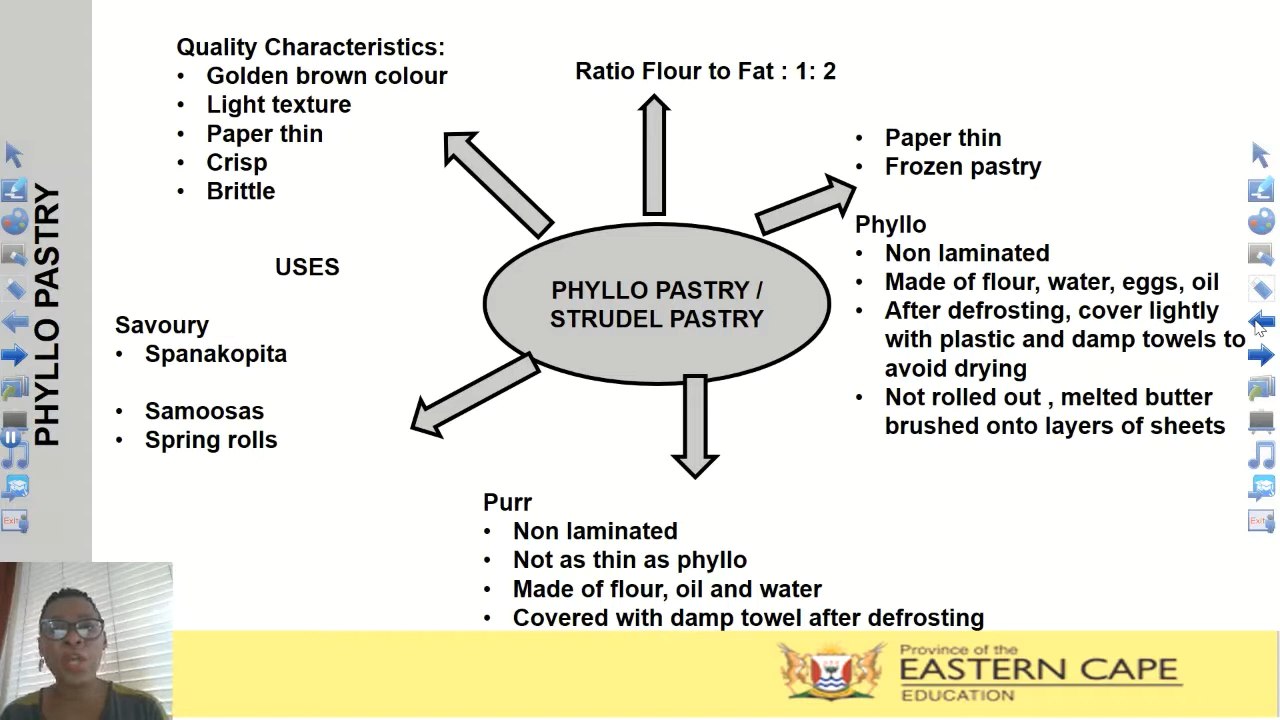 PHYLLO PASTRY
Quality Characteristics:
• Golden brown colour
• Light texture
• Paper thin
• Crisp
• Brittle
Ratio Flour to Fat : 1: 2
• Paper thin
• Frozen pastry
Phyllo
• Non laminated
• Made of flour, water, eggs, oil
• After defrosting, cover lightly
with plastic and damp towels to
avoid drying
• Not rolled out , melted butter
brushed onto layers of sheets
PHYLLO PASTRY /
STRUDEL PASTRY
USES
Savoury
• Spanakopita
• Samoosas
• Spring rolls
Purr
• Non laminated
• Not as thin as phyllo
• Made of flour, oil and water
• Covered with damp towel after defrosting
Exit
Exit
Province of the
EASTERN CAPE
EDUCATION